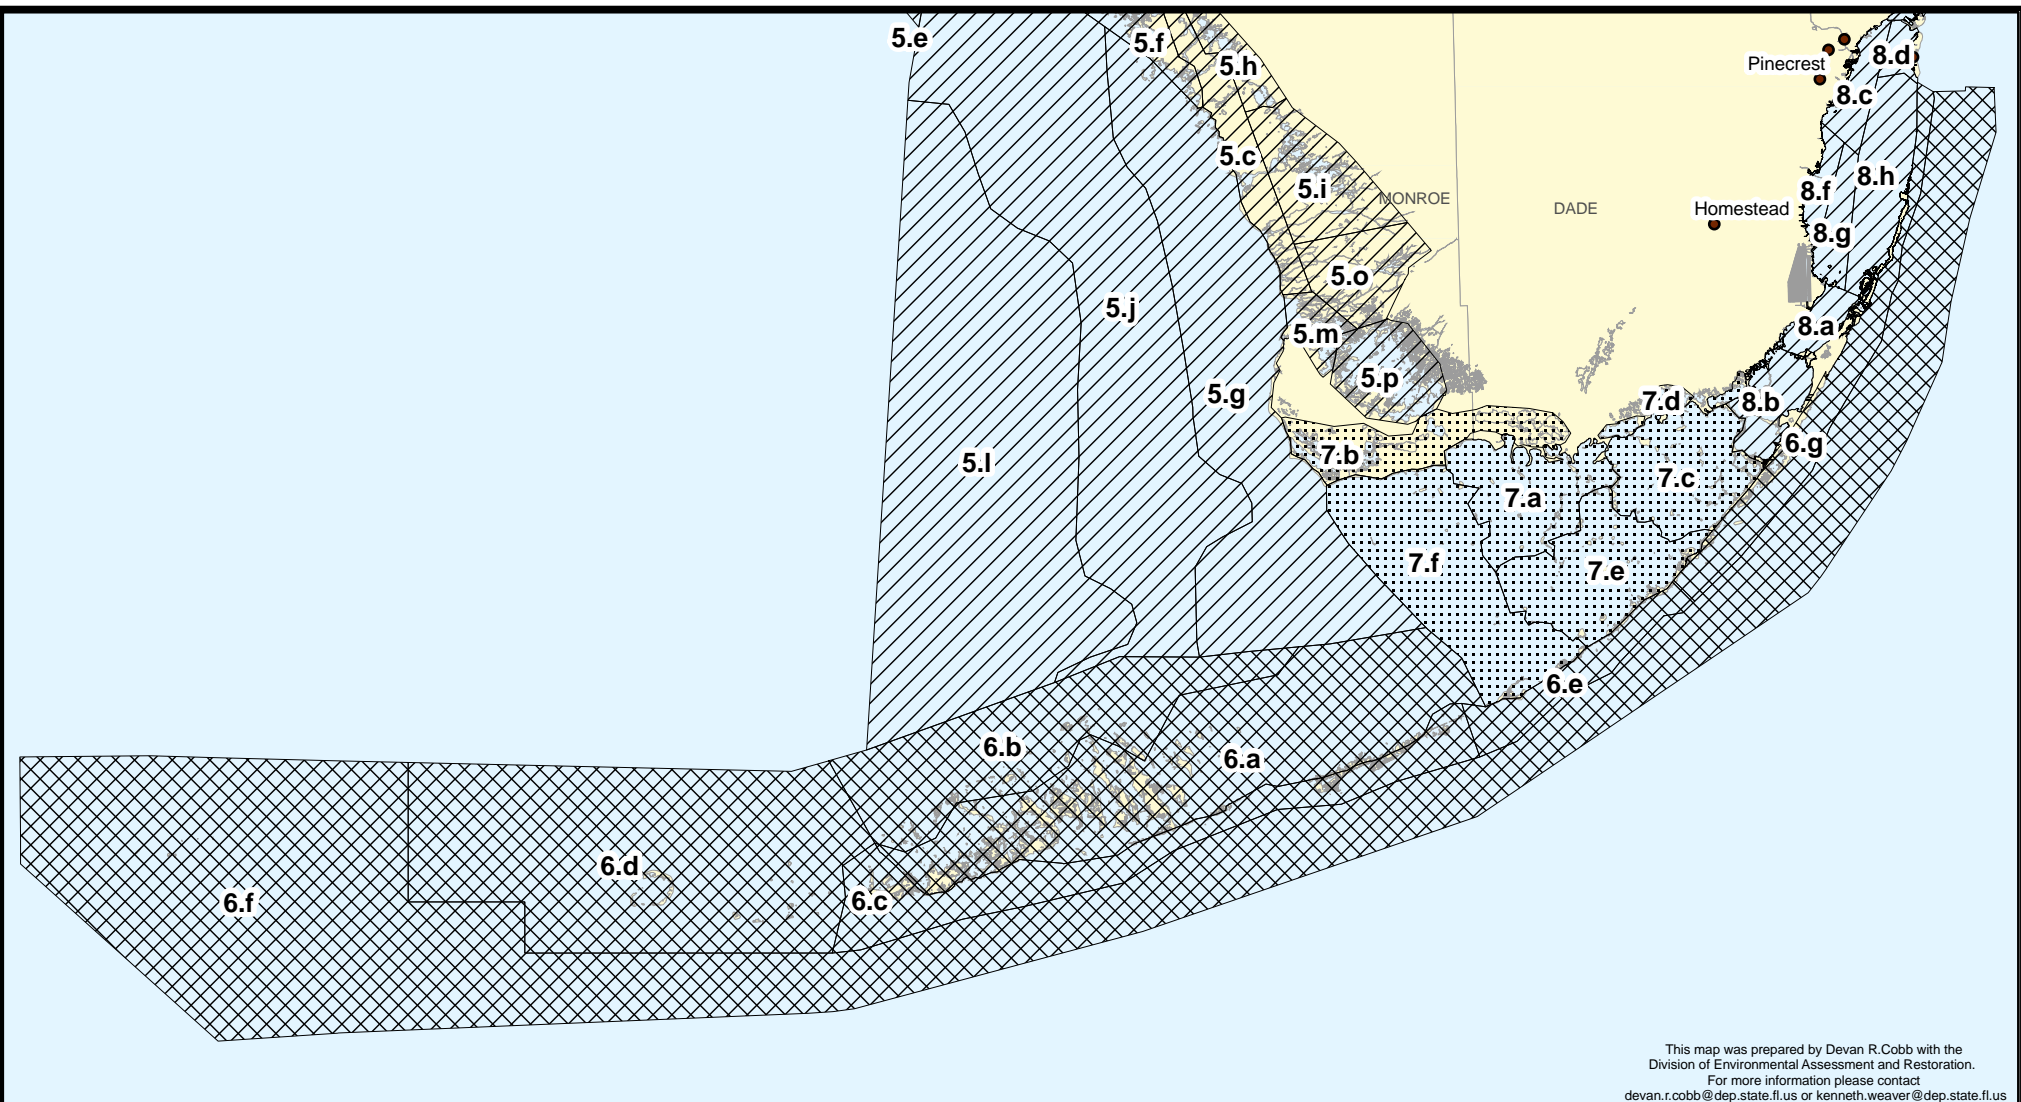 5.e
5.f
5.h
Pinecrest
8.d
8.c
5.c
5.i
MONROE
DADE
Homestead
8.f
8.h
8.g
5.o
5.j
5.m
8.a
5.p
5.g
7.d
8.b
6.g
5.l
7.b
7.c
7.a
7.f
7.e
6.e
6.b
6.a
6.d
6.c
6.f
This map was prepared by Devan R.Cobb with the
Division of Environmental Assessment and Restoration.
For more information please contact
devan.r.cobb@dep.state.fl.us or kenneth.weaver@dep.state.fl.us